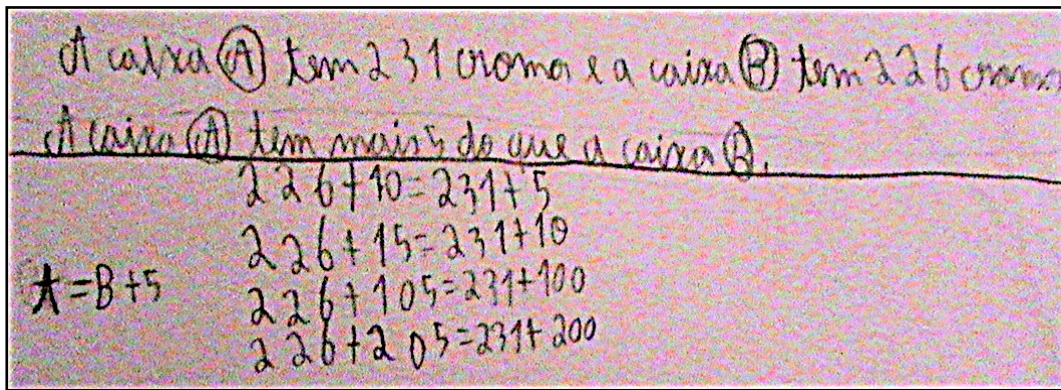 A caixa Ⓐ tem 231 cromos e a caixa Ⓑ tem 226 cromos
A caixa Ⓐ tem mais 5 do que a caixa Ⓑ.
226+10=231+5
226+15=231+10
A=B+5
226+105=231+100
226+205=231+200